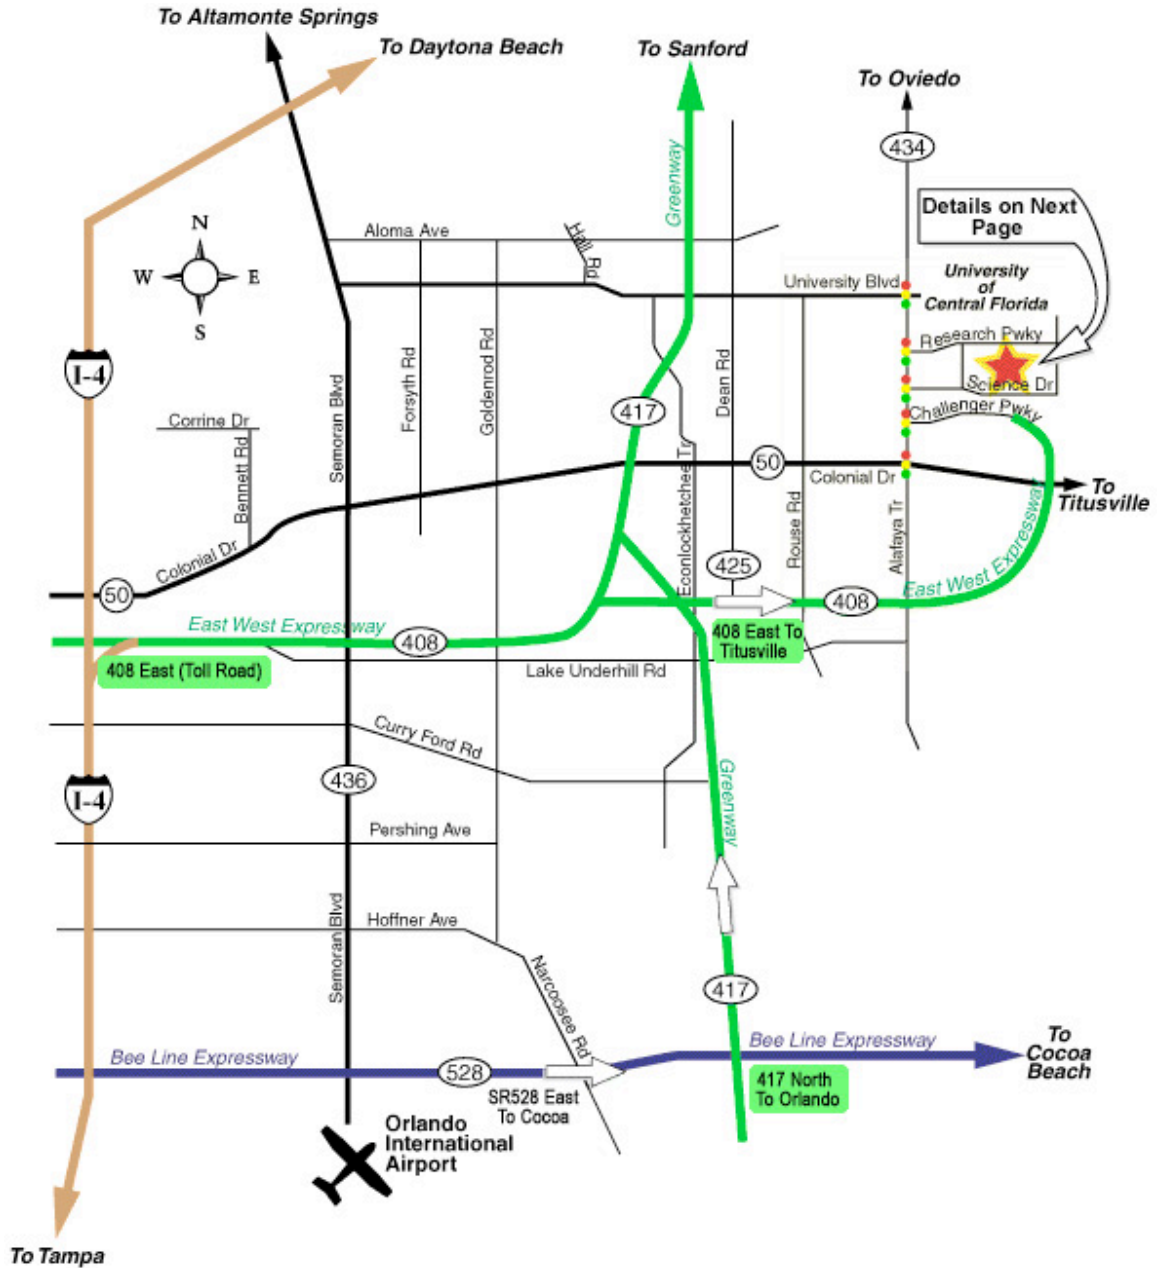 To Altamonte Springs
To Daytona Beach
To Sanford
To Oviedo
434
Greenway
Details on Next
Page
N
W
E
S
Aloma Ave
Hall Rd
University Blvd
University
of
Central Florida
Research Pwky
Science Dr
Challenger Pwky
I-4
Semoran Blvd
Forsyth Rd
Goldenrod Rd
Dean Rd
417
Corrine Dr
Bennett Rd
Econlockhetchee Tr
50
Colonial Dr
Rouse Rd
Alafaya Tr
To
Titusville
East West Expressway
Colonial Dr
50
425
408
East West Expressway
408
408 East To
Titusville
408 East (Toll Road)
Lake Underhill Rd
Curry Ford Rd
I-4
436
Greenway
Pershing Ave
Semoran Blvd
Hoffner Ave
Narcoosee Rd
417
Bee Line Expressway
Bee Line Expressway
To
Cocoa
Beach
528
SR528 East
To Cocoa
417 North
To Orlando
Orlando
International
Airport
To Tampa